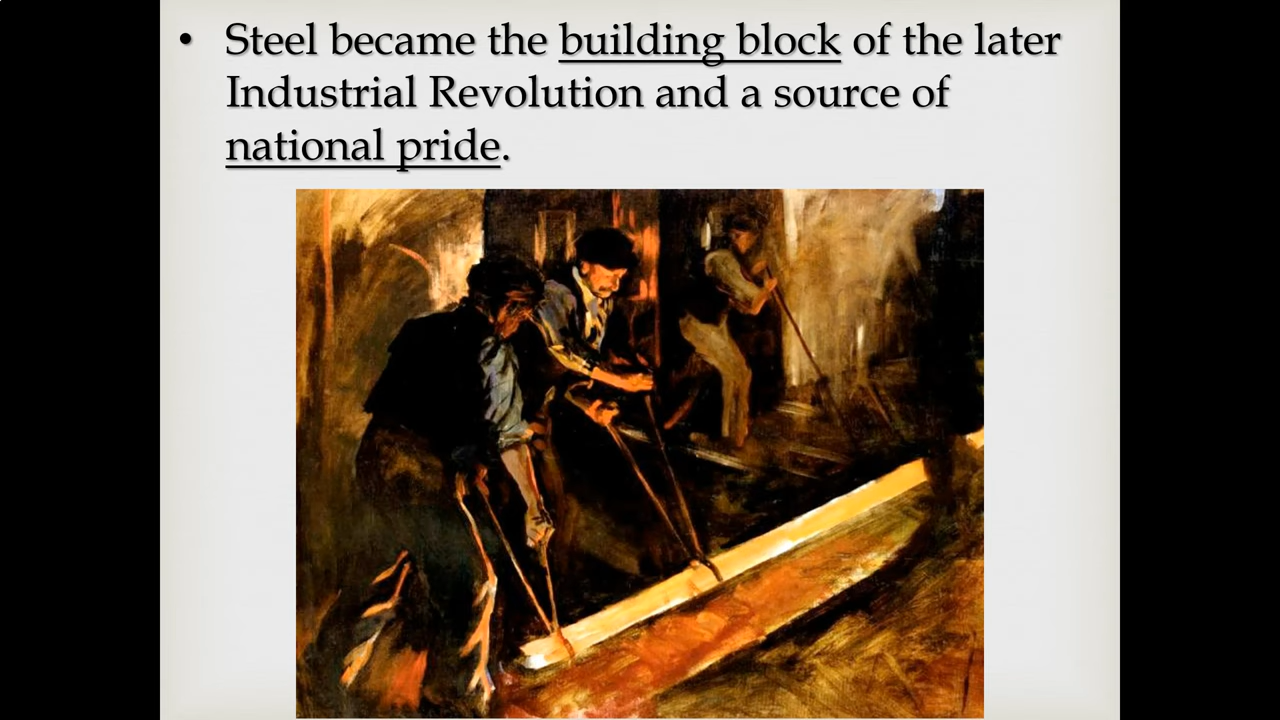 • Steel became the building block of the later
Industrial Revolution and a source of
national pride.